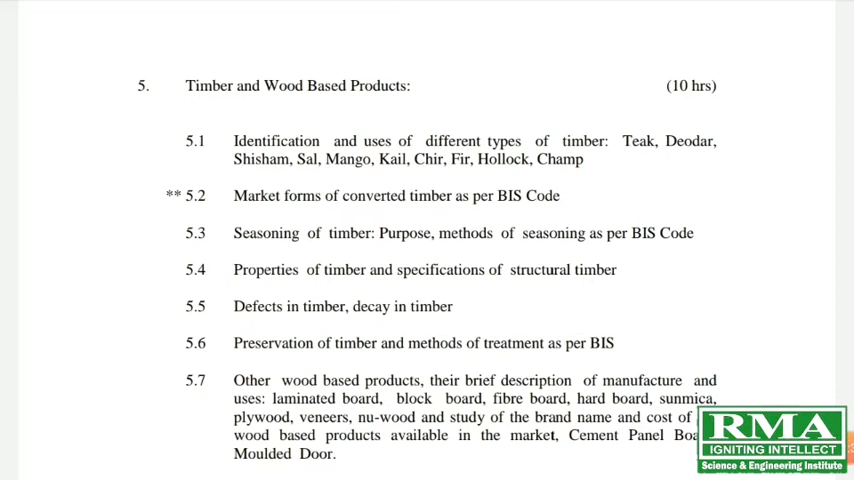 5. Timber and Wood Based Products: (10 hrs)
5.1 Identification and uses of different types of timber: Teak, Deodar,
Shisham, Sal, Mango, Kail, Chir, Fir, Hollock, Champ
** 5.2 Market forms of converted timber as per BIS Code
5.3 Seasoning of timber: Purpose, methods of seasoning as per BIS Code
5.4 Properties of timber and specifications of structural timber
5.5 Defects in timber, decay in timber
5.6 Preservation of timber and methods of treatment as per BIS
5.7 Other wood based products, their brief description of manufacture and
uses: laminated board, block board, fibre board, hard board, sunmica,
plywood, veneers, nu-wood and study of the brand name and cost of
wood based products available in the market, Cement Panel
Moulded Door.
RMA
IGNITING INTELLECT
Science & Engineering Institute